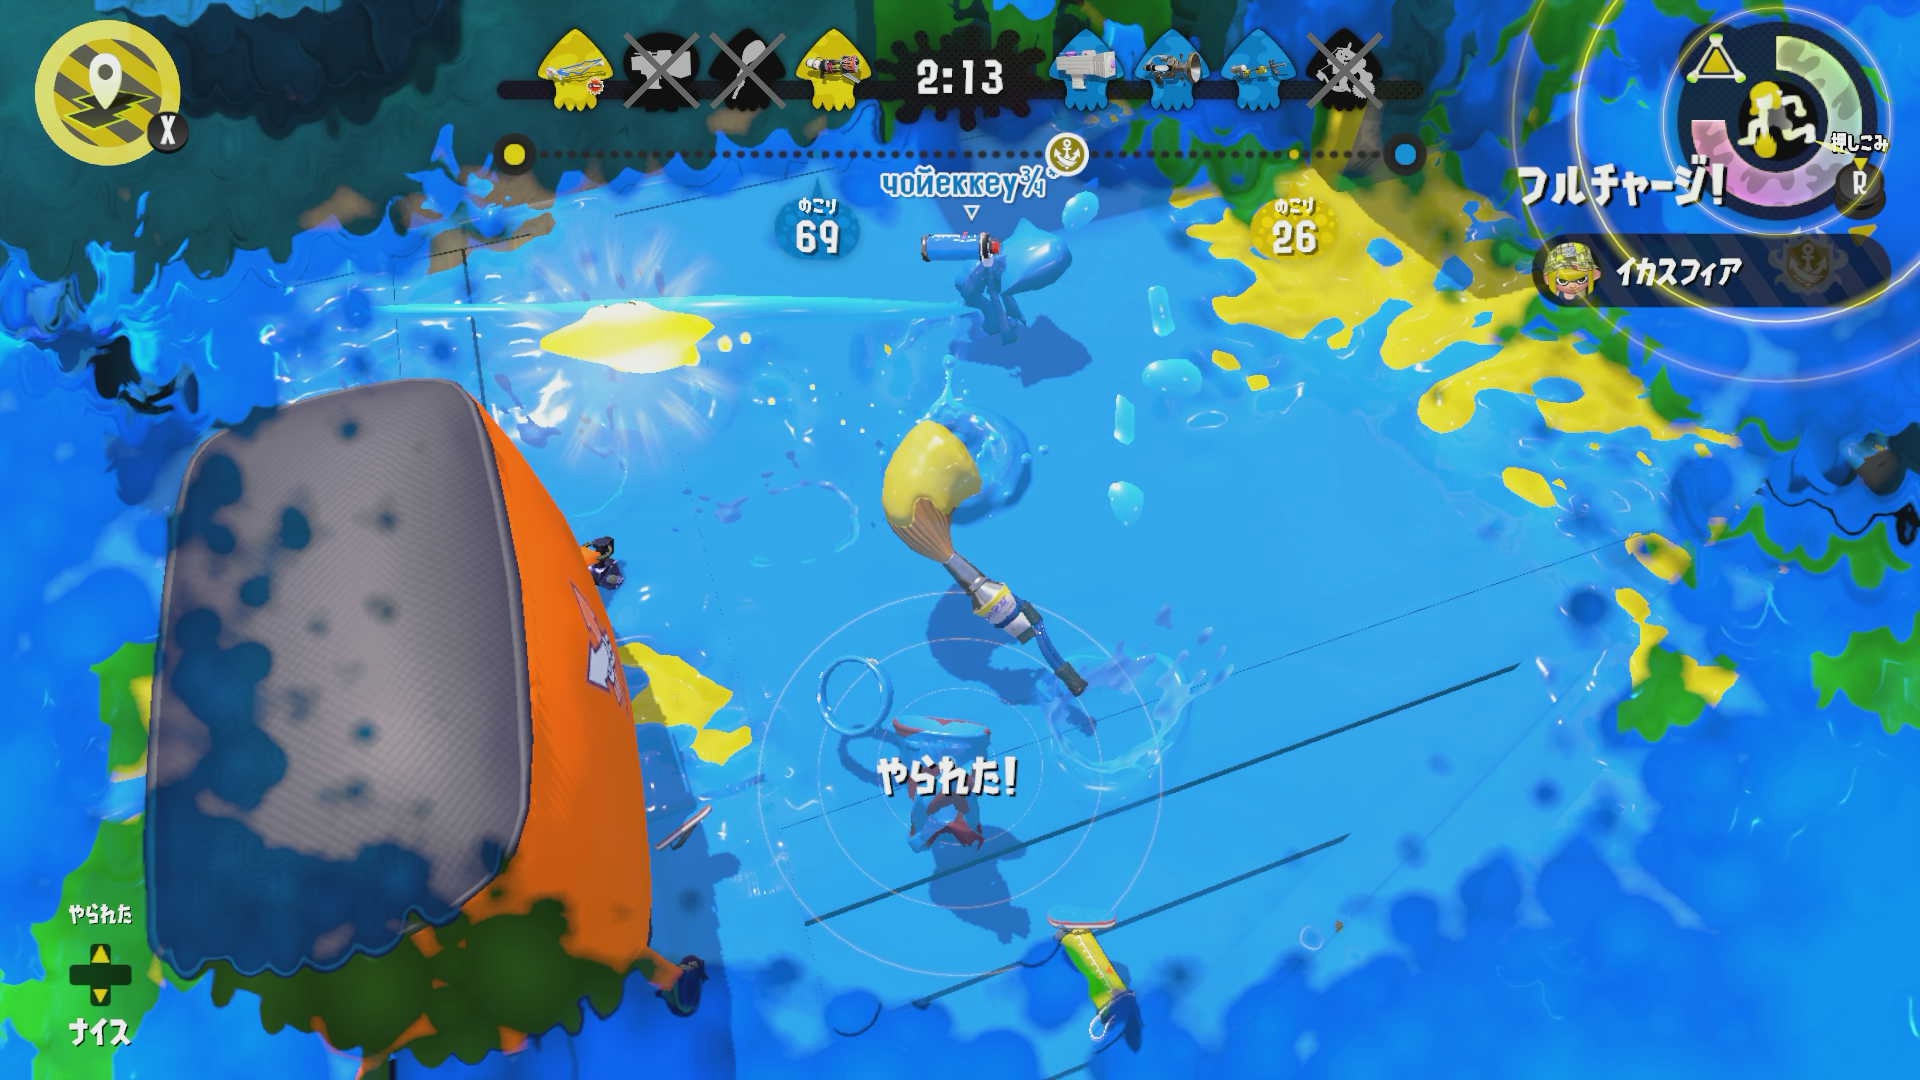 X
2:13
чойеккеу¾
のこり
69
のこり
26
押しこみ
R
フルチャージ!
イカスフィア
やられた!
やられた
ナイス